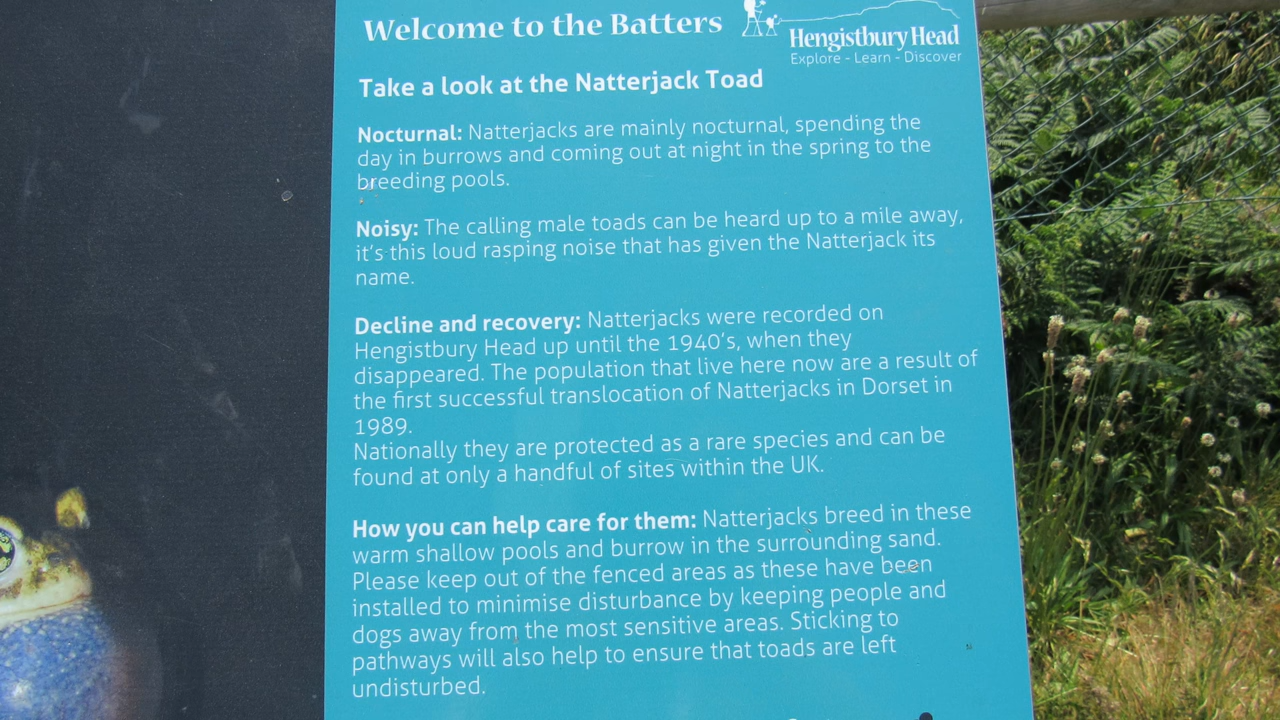 Welcome to the Batters
Hengistbury Head
Explore - Learn - Discover
Take a look at the Natterjack Toad
Nocturnal: Natterjacks are mainly nocturnal, spending the
day in burrows and coming out at night in the spring to the
breeding pools.
Noisy: The calling male toads can be heard up to a mile away,
it's this loud rasping noise that has given the Natterjack its
name.
Decline and recovery: Natterjacks were recorded on
Hengistbury Head up until the 1940's, when they
disappeared. The population that live here now are a result of
the first successful translocation of Natterjacks in Dorset in
1989.
Nationally they are protected as a rare species and can be
found at only a handful of sites within the UK.
How you can help care for them: Natterjacks breed in these
warm shallow pools and burrow in the surrounding sand.
Please keep out of the fenced areas as these have been
installed to minimise disturbance by keeping people and
dogs away from the most sensitive areas. Sticking to
pathways will also help to ensure that toads are left
undisturbed.